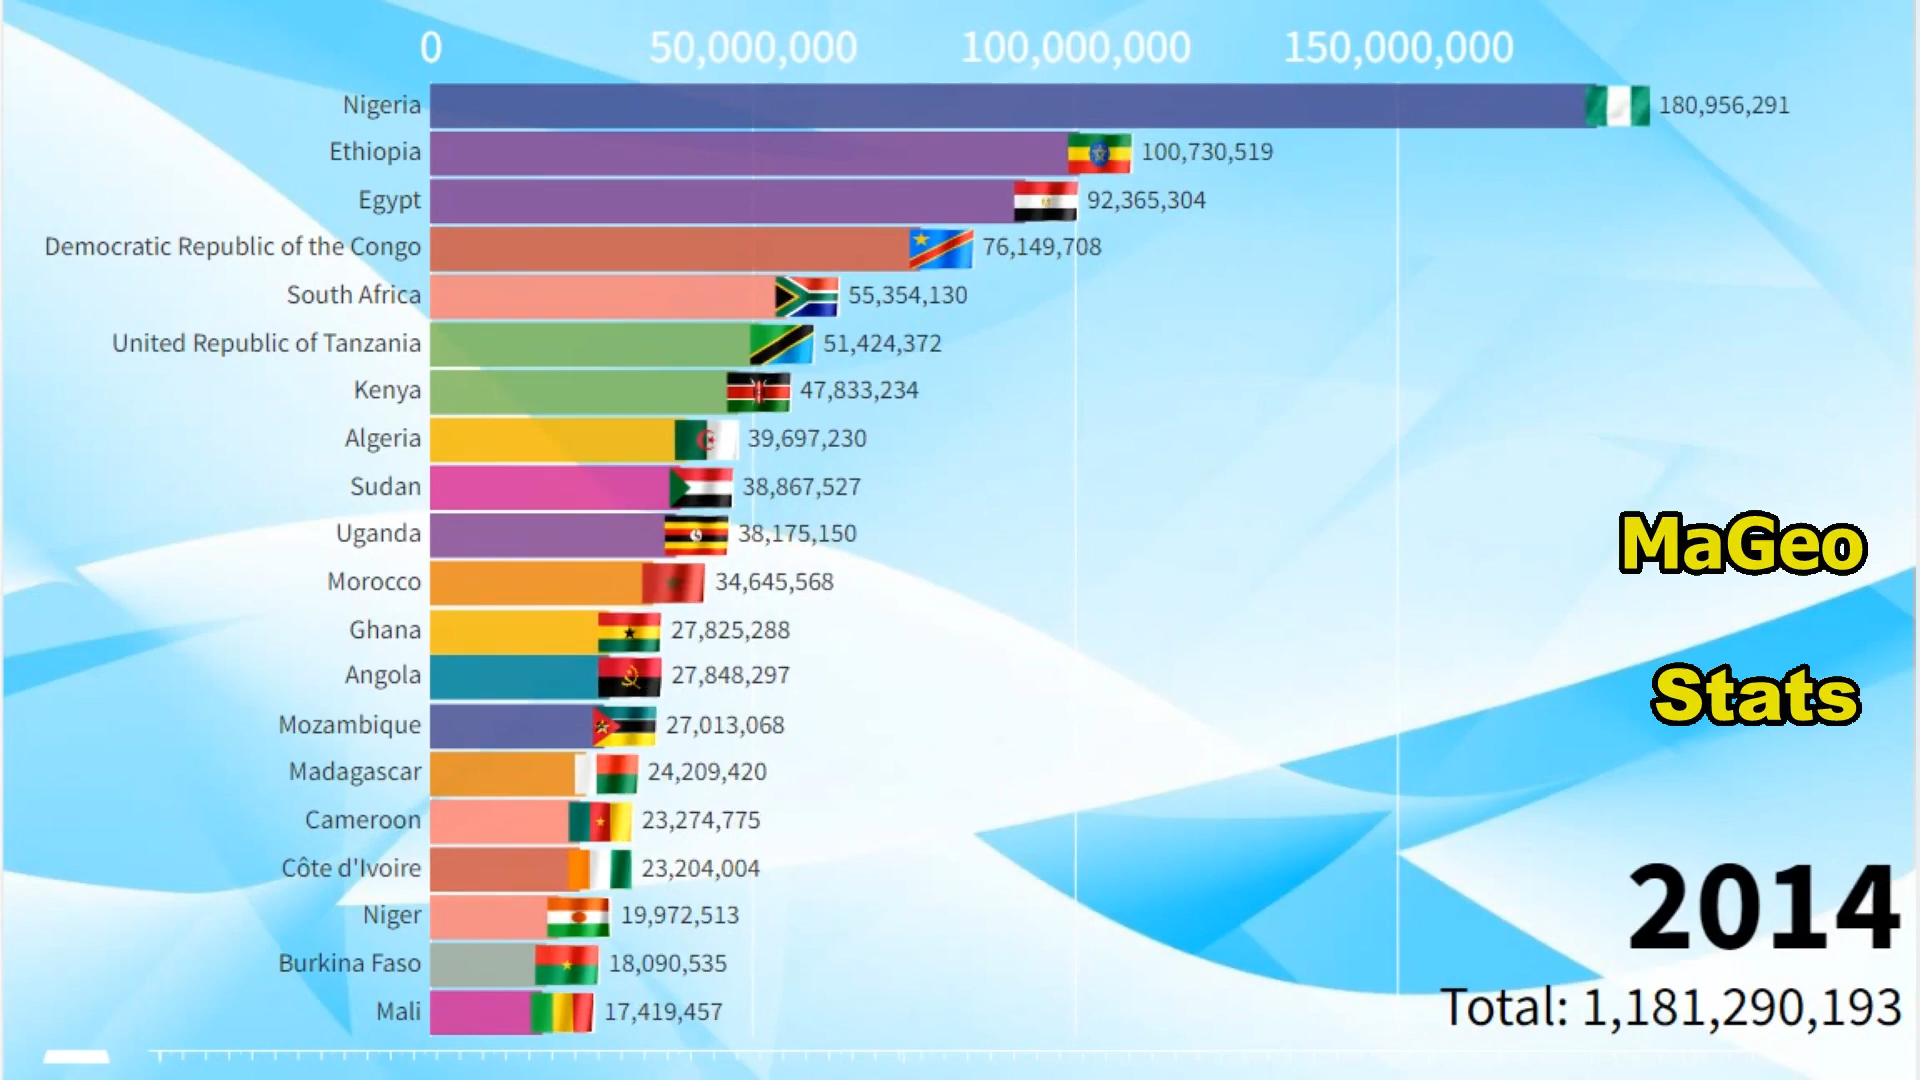 0 50,000,000 100,000,000 150,000,000
Nigeria 180,956,291
Ethiopia 100,730,519
Egypt 92,365,304
Democratic Republic of the Congo 76,149,708
South Africa 55,354,130
United Republic of Tanzania 51,424,372
Kenya 47,833,234
Algeria 39,697,230
Sudan 38,867,527
Uganda 38,175,150
MaGeo
Morocco 34,645,568
Ghana 27,825,288
Angola 27,848,297
Stats
Mozambique 27,013,068
Madagascar 24,209,420
Cameroon 23,274,775
Côte d'Ivoire 23,204,004
Niger 19,972,513
2014
Burkina Faso 18,090,535
Mali 17,419,457
Total: 1,181,290,193